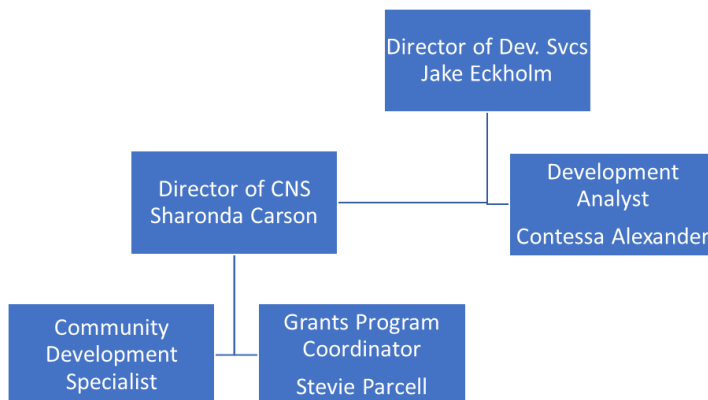 Director of Dev. Svcs
Jake Eckholm
Director of CNS
Sharonda Carson
Development
Analyst
Contessa Alexander
Community
Development
Specialist
Grants Program
Coordinator
Stevie Parcell